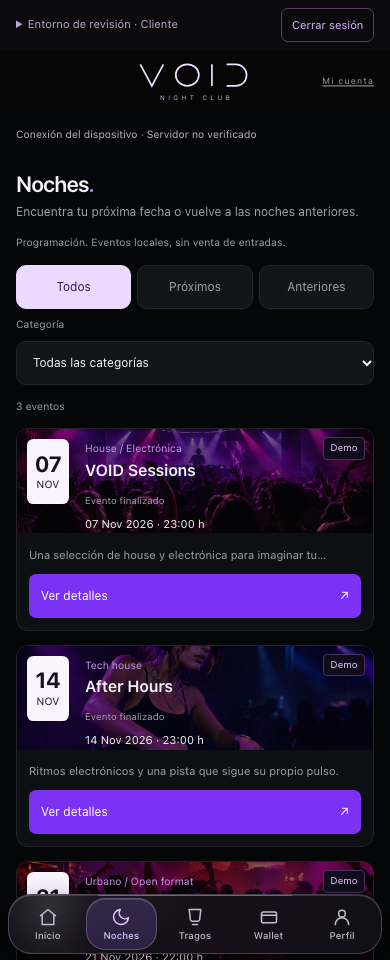 ▶ Entorno de revisión · Cliente
Cerrar sesión
VOID
NIGHT CLUB
Mi cuenta
Conexión del dispositivo · Servidor no verificado
Noches.
Encuentra tu próxima fecha o vuelve a las noches anteriores.
Programación. Eventos locales, sin venta de entradas.
Todos
Próximos
Anteriores
Categoría
Todas las categorías
3 eventos
07
NOV
House / Electrónica
Demo
VOID Sessions
Evento finalizado
07 Nov 2026 · 23:00 h
Una selección de house y electrónica para imaginar tu...
Ver detalles ↗
14
NOV
Tech house
Demo
After Hours
Evento finalizado
14 Nov 2026 · 23:00 h
Ritmos electrónicos y una pista que sigue su propio pulso.
Ver detalles ↗
Urbano / Open format
Demo
21 Nov 2026 · 22:00 h
Inicio
Noches
Tragos
Wallet
Perfil